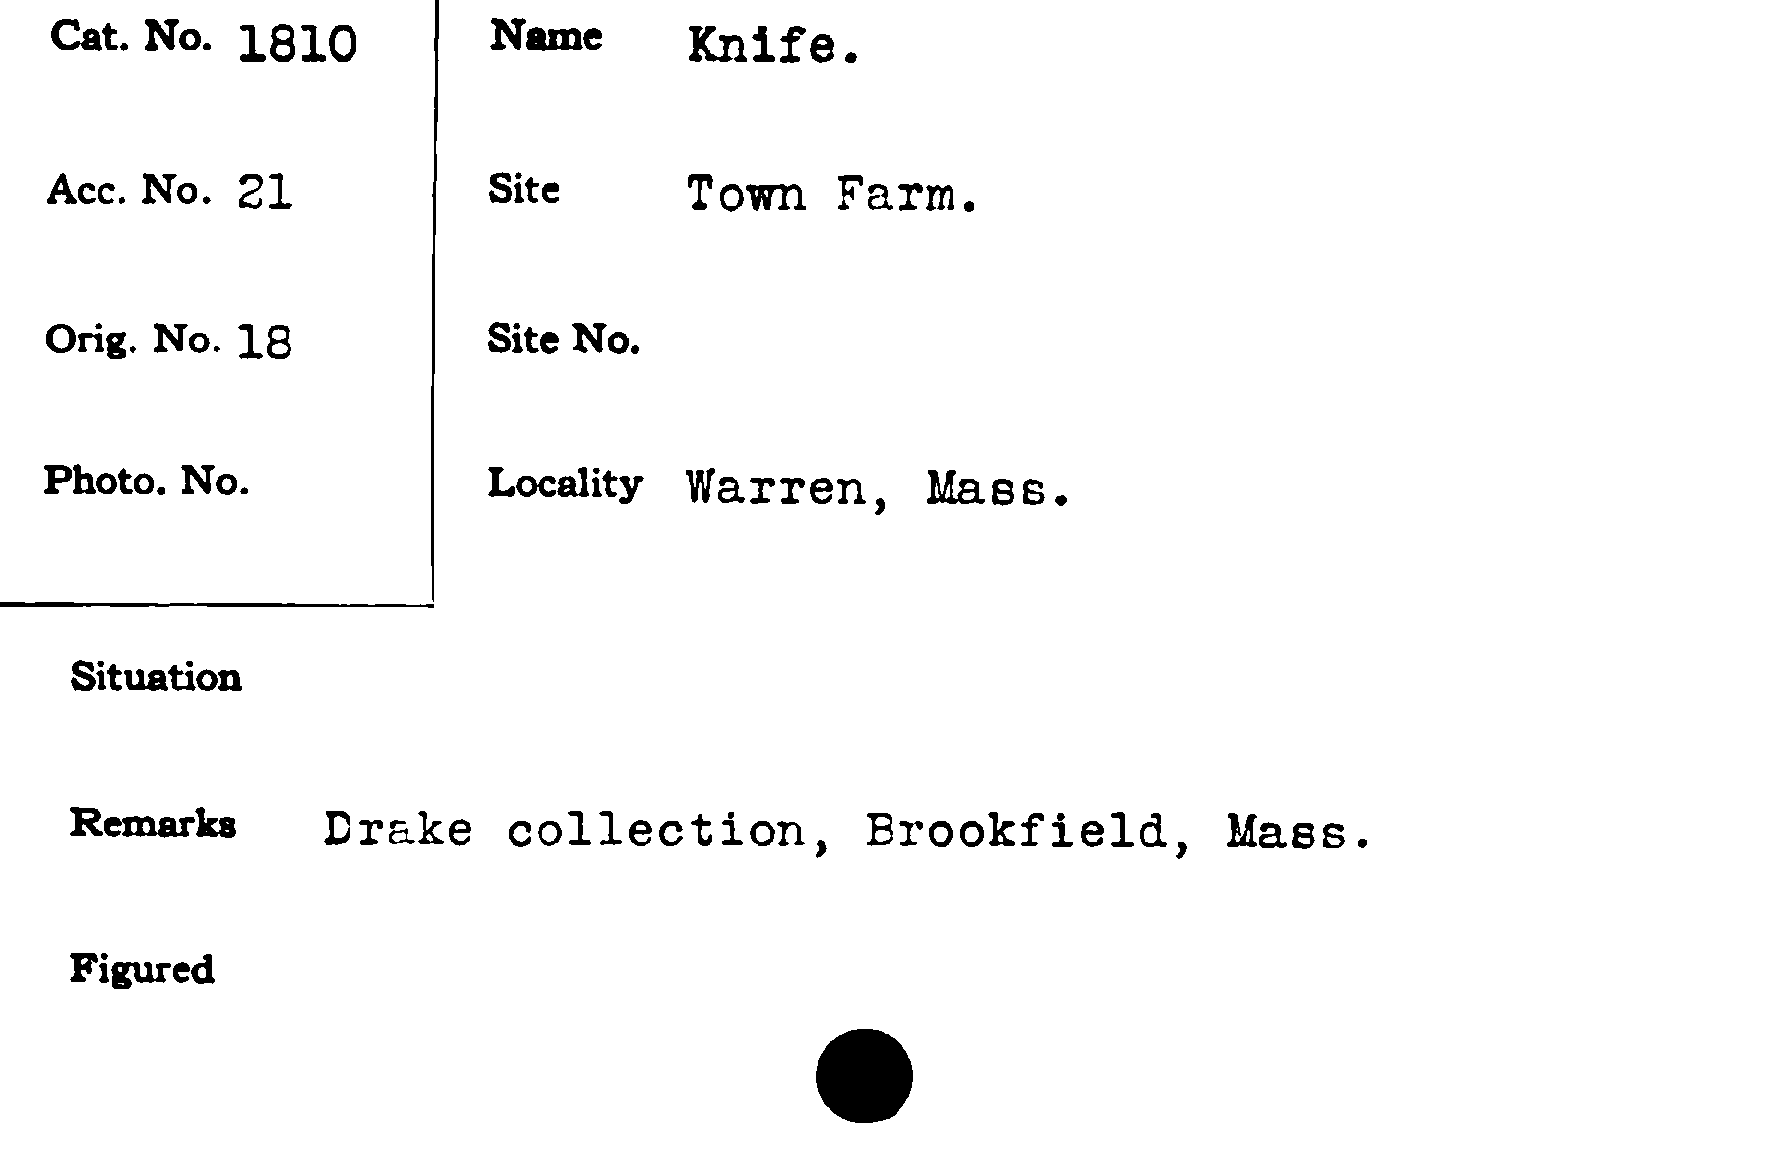 Cat. No. 1810
Name Knife.
Acc. No. 21
Site Town Farm.
Orig. No. 18
Site No.
Photo. No.
Locality Warren, Mass.
Situation
Remarks Drake collection, Brookfield, Mass.
Figured